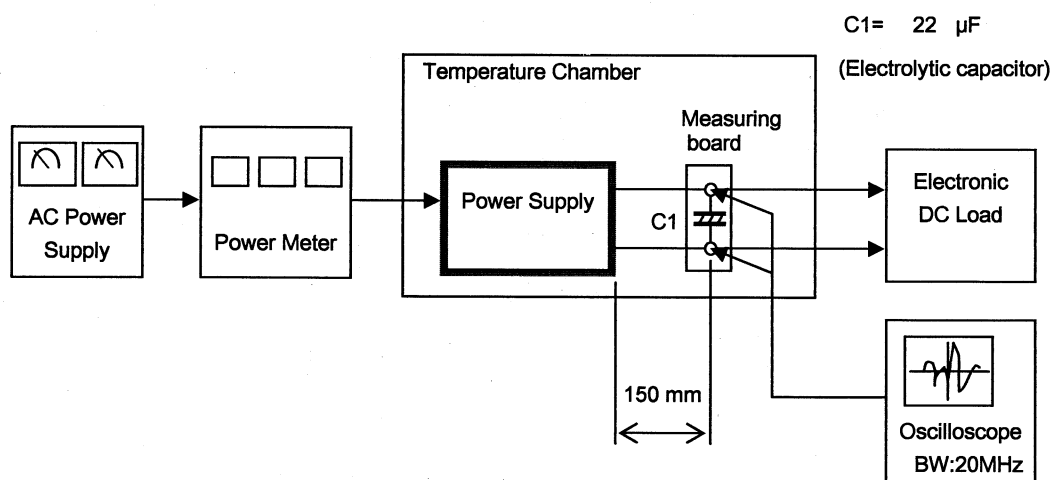 C1= 22 µF
(Electrolytic capacitor)
Temperature Chamber
Measuring
board
AC Power
Supply
Power Meter
Power Supply
C1
Electronic
DC Load
150 mm
Oscilloscope
BW:20MHz